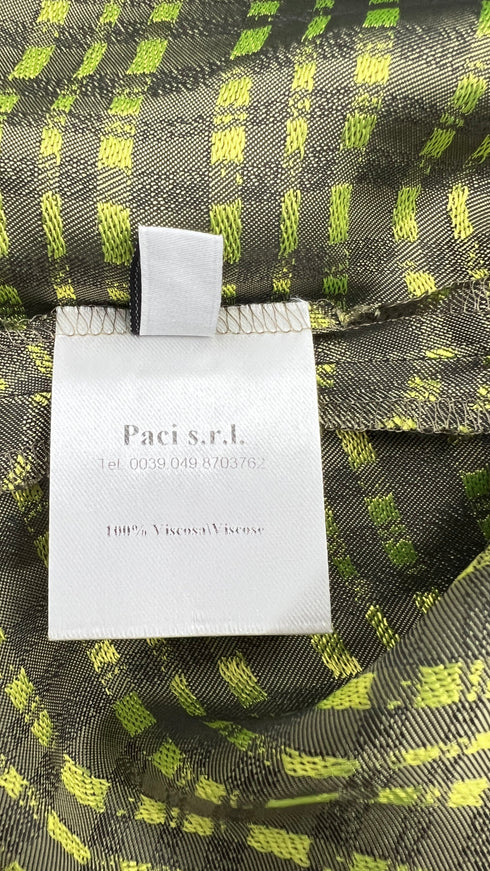 Paci s.r.l.
Tel. 0039.049.8703762
100% Viscosa\Viscose